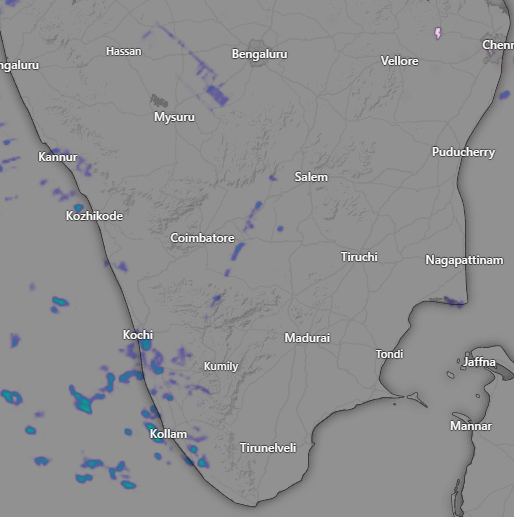 Hassan
Bengaluru
Chenn
Vellore
ngaluru
Mysuru
Puducherry
Kannur
Salem
Kozhikode
Coimbatore
Tiruchi
Nagapattinam
Kochi
Madurai
Tondi
Kumily
Jaffna
Mannar
Kollam
Tirunelveli